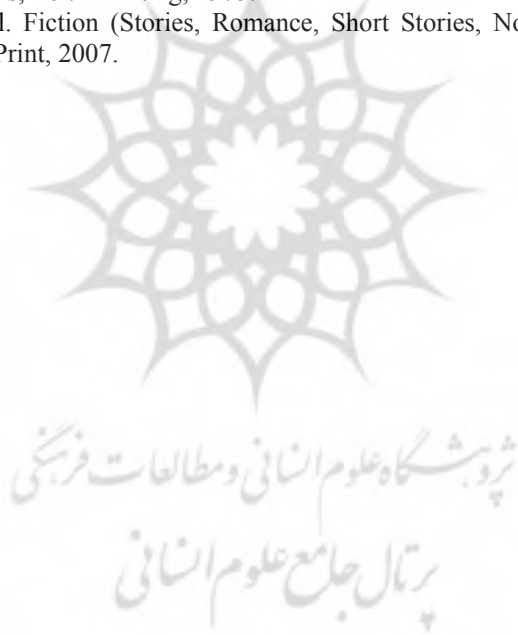 l. Fiction (Stories, Romance, Short Stories, No
Print, 2007.
پژوهشگاه علوم انسانی و مطالعات فرهنگی
پرتال جامع علوم انسانی